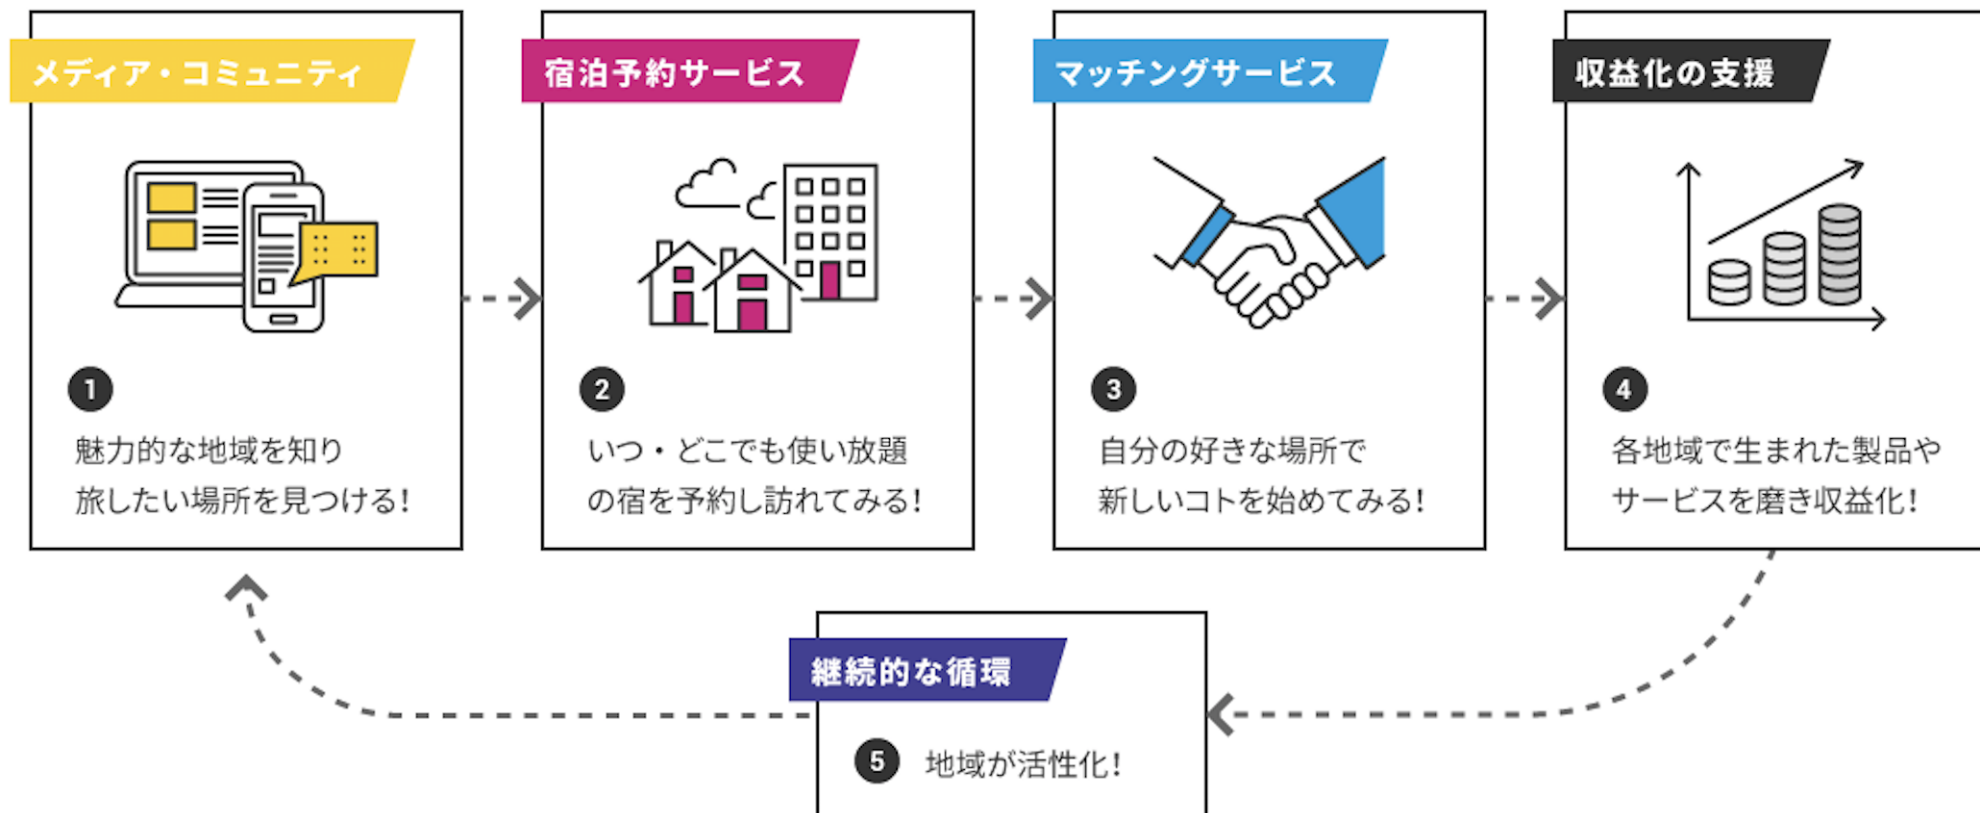 メディア・コミュニティ
1
魅力的な地域を知り
旅したい場所を見つける!
宿泊予約サービス
2
いつ・どこでも使い放題
の宿を予約し訪れてみる!
マッチングサービス
3
自分の好きな場所で
新しいコトを始めてみる!
収益化の支援
4
各地域で生まれた製品や
サービスを磨き収益化!
継続的な循環
5 地域が活性化!